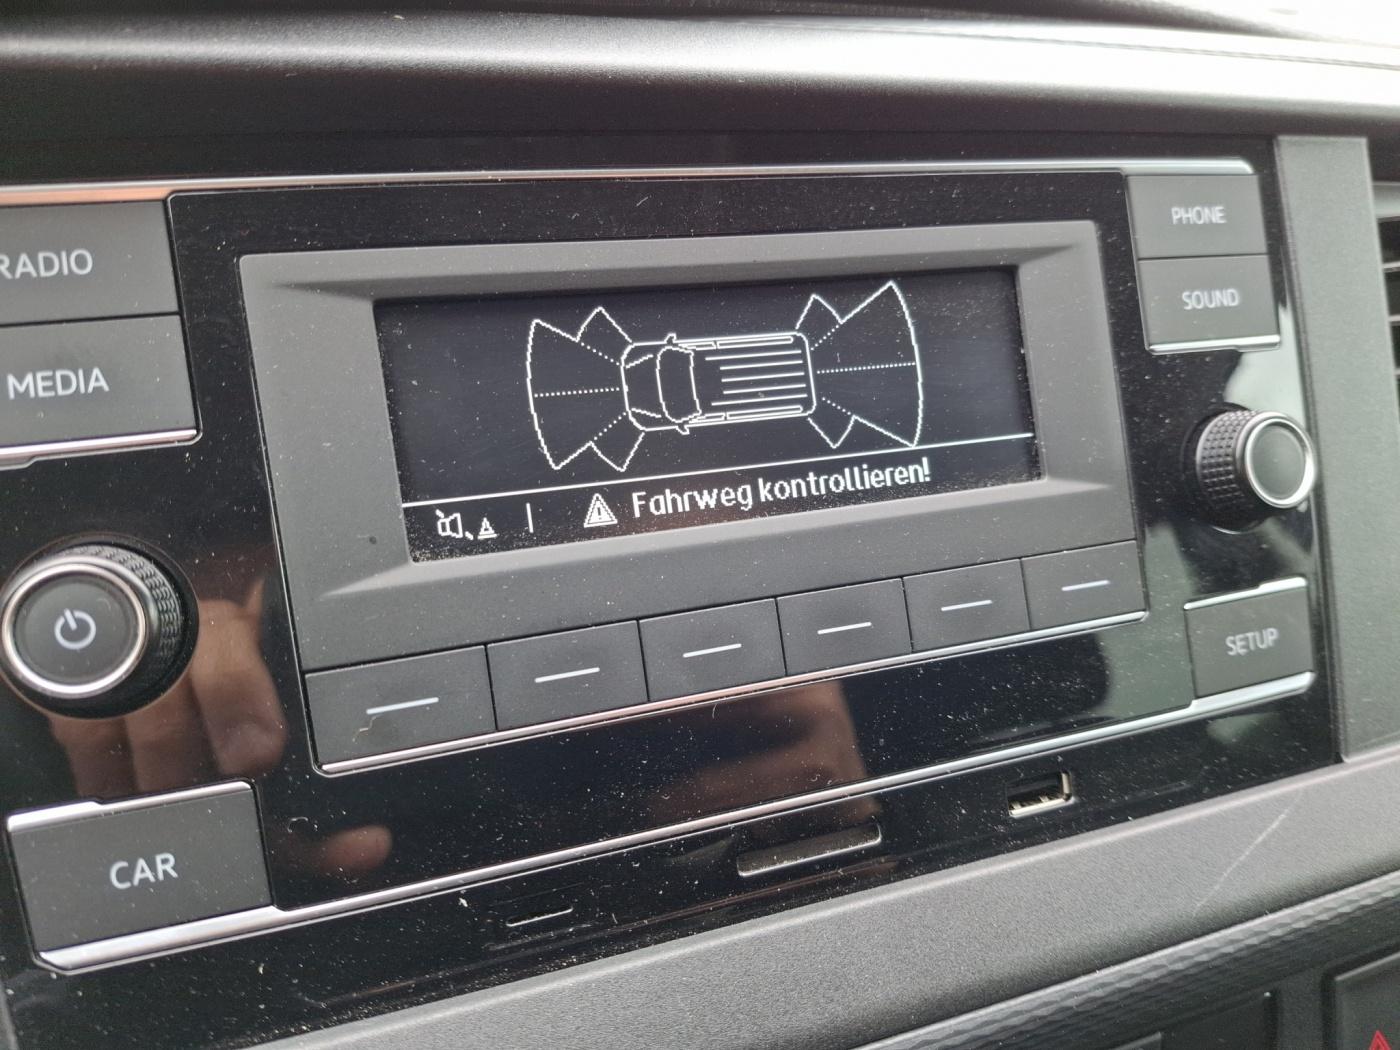 RADIO
MEDIA
PHONE
SOUND
Fahrweg kontrollieren!
SETUP
CAR